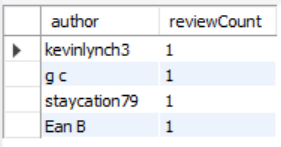 author reviewCount
kevinlynch3 1
g c 1
staycation79 1
Ean B 1